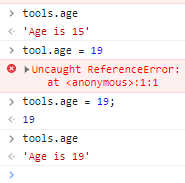 > tools.age
<· 'Age is 15'
> tool.age = 19
▶Uncaught ReferenceError:
at <anonymous>:1:1
> tools.age = 19;
<· 19
> tools.age
<· 'Age is 19'
>